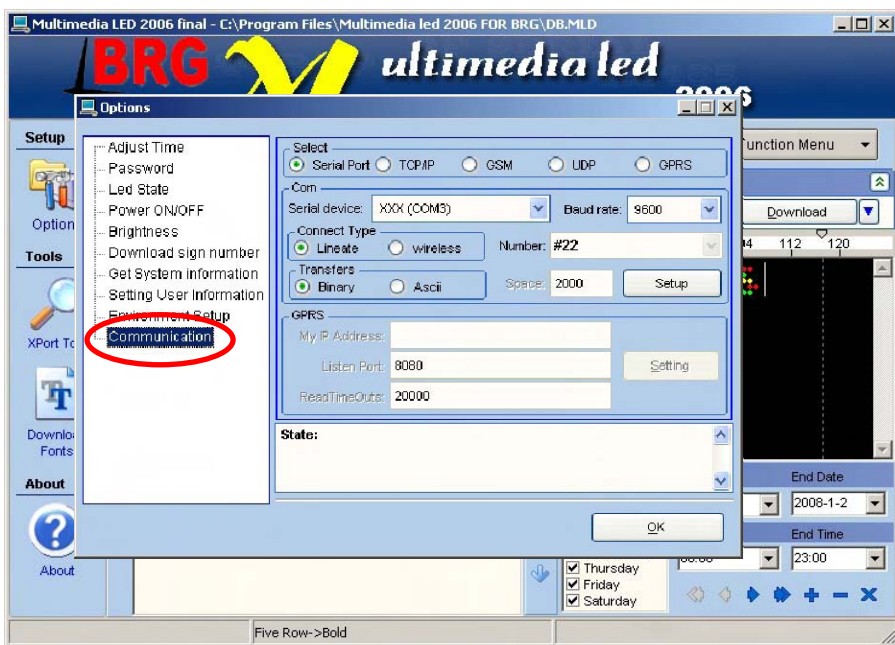 Multimedia LED 2006 final - C:\Program Files\Multimedia led 2006 FOR BRG\DB.MLD
BRG Multimedia led
2006
Options
Setup
Option
Tools
XPort To
Downlo
Fonts
About
About
Adjust Time
Password
Led State
Power ON/OFF
Brightness
Download sign number
Get System information
Setting User Information
Environment Setup
Communication
Select
Serial Port TCP/IP GSM UDP GPRS
Com
Serial device: XXX (COM3) Baud rate: 9600
Connect Type
Lineate wireless Number: #22
Transfers
Binary Ascii Space: 2000 Setup
GPRS
My IP Address:
Listen Port: 8080 Setting
ReadTimeOuts: 20000
State:
OK
unction Menu
Download
112 120
End Date
2008-1-2
End Time
23:00
Thursday
Friday
Saturday
Five Row->Bold